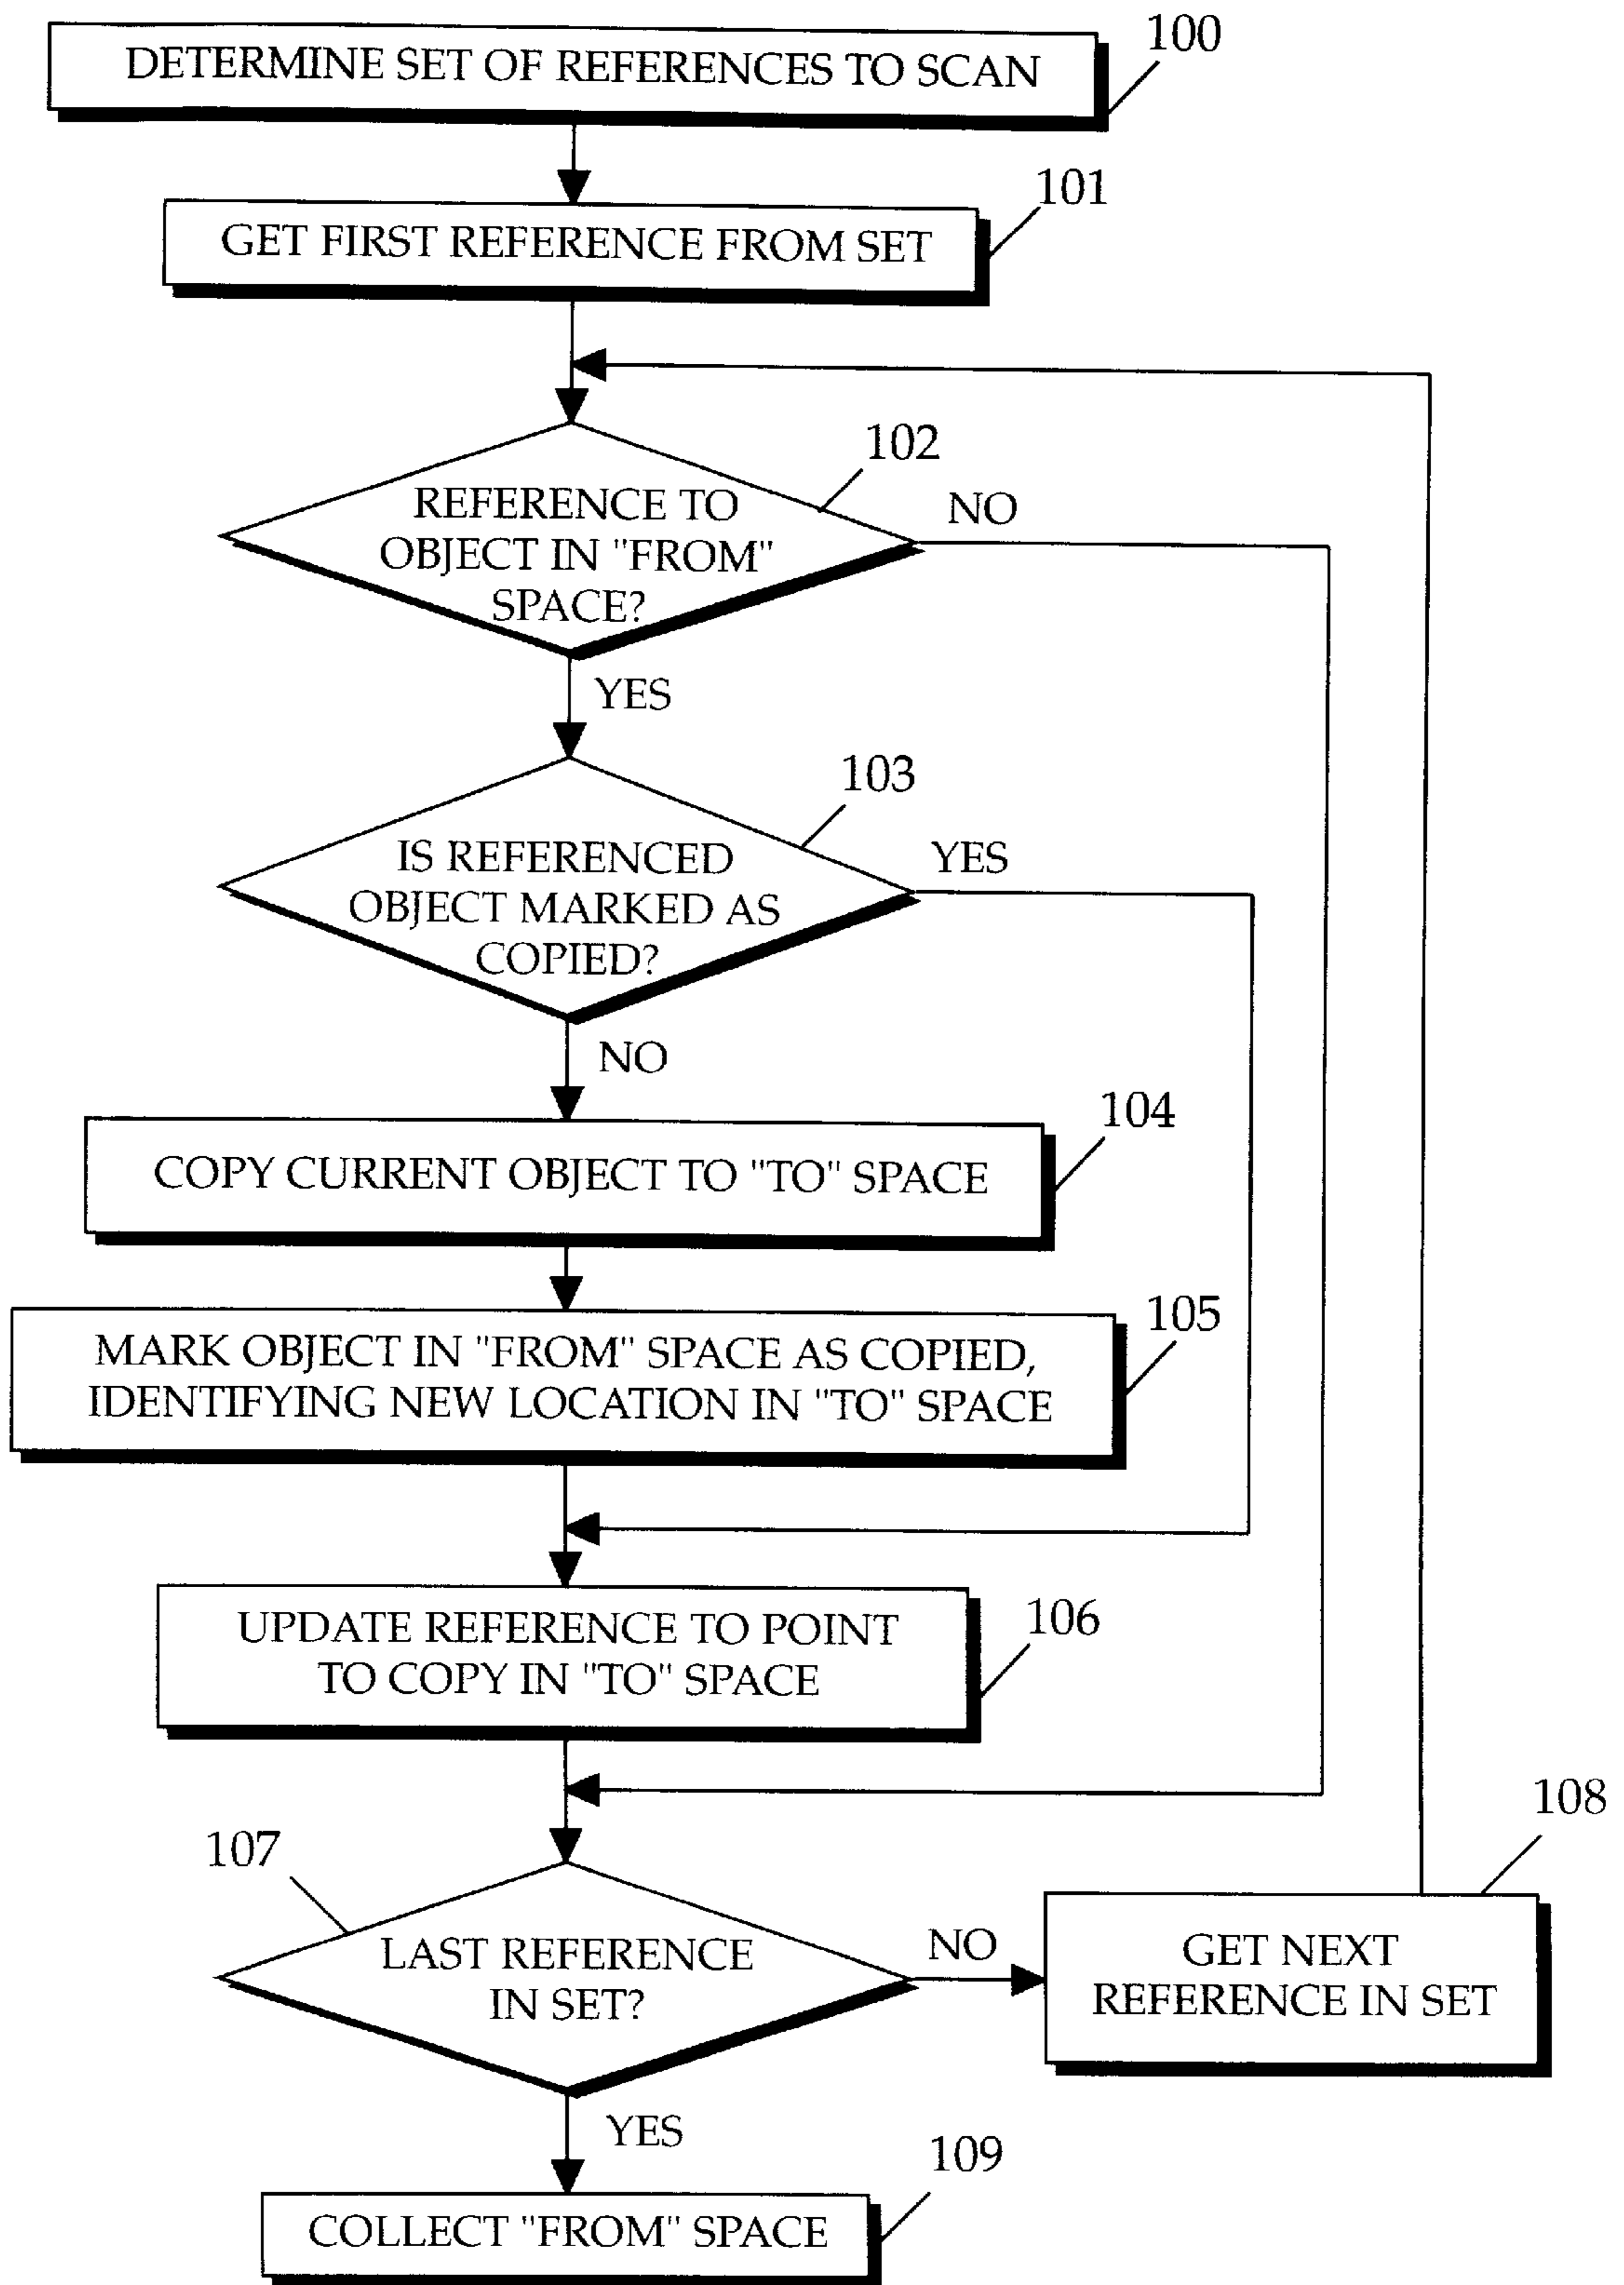 DETERMINE SET OF REFERENCES TO SCAN
100
GET FIRST REFERENCE FROM SET
101
102
REFERENCE TO
OBJECT IN "FROM"
SPACE?
NO
YES
103
IS REFERENCED
OBJECT MARKED AS
COPIED?
YES
NO
104
COPY CURRENT OBJECT TO "TO" SPACE
105
MARK OBJECT IN "FROM" SPACE AS COPIED,
IDENTIFYING NEW LOCATION IN "TO" SPACE
106
UPDATE REFERENCE TO POINT
TO COPY IN "TO" SPACE
107
LAST REFERENCE
IN SET?
NO
108
GET NEXT
REFERENCE IN SET
YES
109
COLLECT "FROM" SPACE